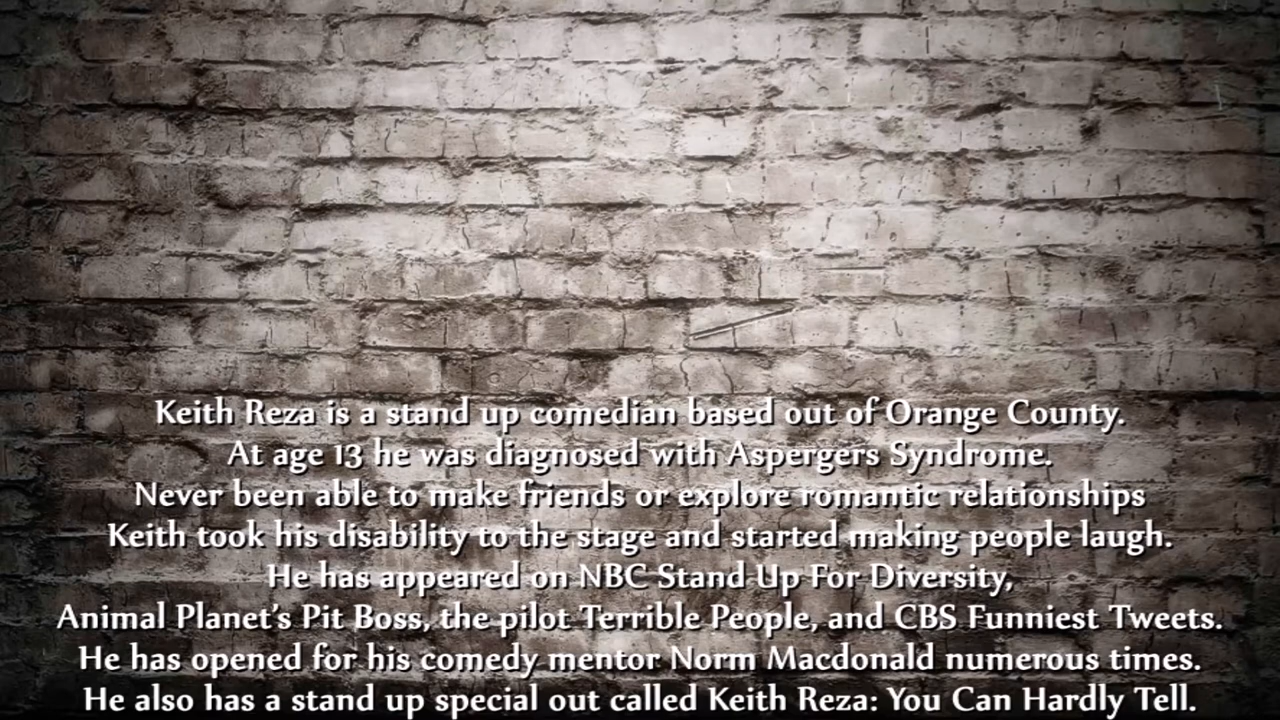 Keith Reza is a stand up comedian based out of Orange County.
At age 13 he was diagnosed with Aspergers Syndrome.
Never been able to make friends or explore romantic relationships
Keith took his disability to the stage and started making people laugh.
He has appeared on NBC Stand Up For Diversity,
Animal Planet's Pit Boss, the pilot Terrible People, and CBS Funniest Tweets.
He has opened for his comedy mentor Norm Macdonald numerous times.
He also has a stand up special out called Keith Reza: You Can Hardly Tell.